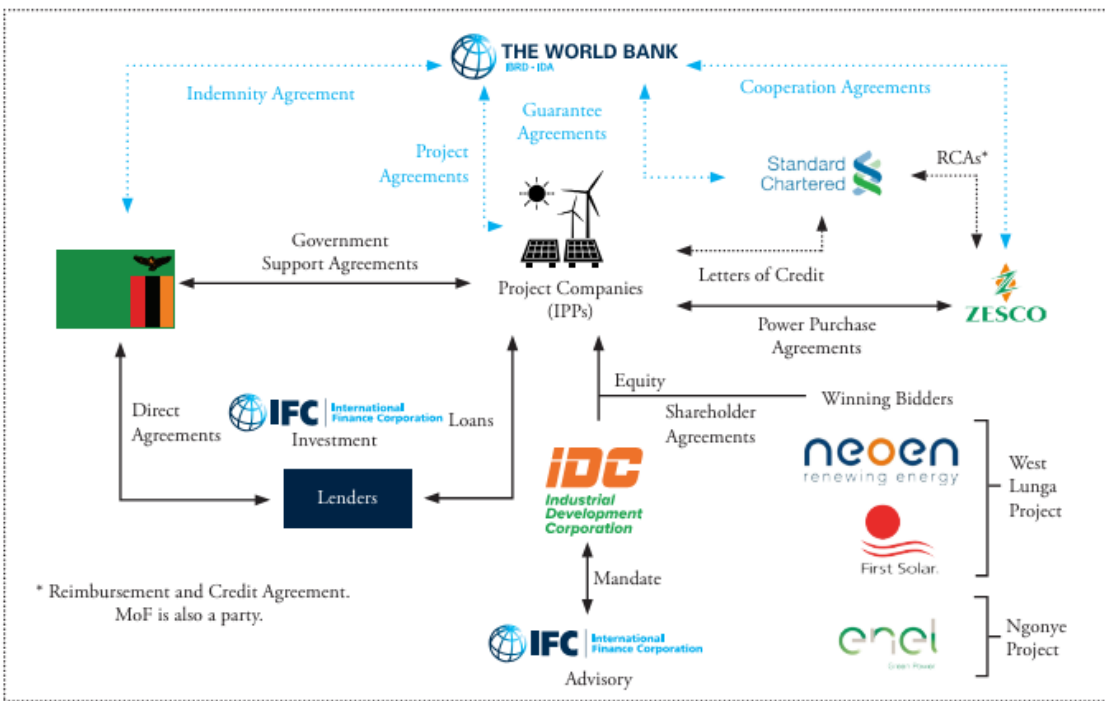 THE WORLD BANK
IBRD - IDA
Indemnity Agreement
Cooperation Agreements
Guarantee
Agreements
Project
Agreements
Standard
Chartered
RCAs*
Government
Support Agreements
Letters of Credit
Project Companies
(IPPs)
ZESCO
Power Purchase
Agreements
Equity
Shareholder
Agreements
Winning Bidders
Direct
Agreements
IFC
International
Finance Corporation
Investment
Loans
Lenders
IDC
Industrial
Development
Corporation
neoen
renewing energy
West
Lunga
Project
First Solar.
Mandate
* Reimbursement and Credit Agreement.
MoF is also a party.
IFC
International
Finance Corporation
Advisory
enel
Green Power
Ngonye
Project